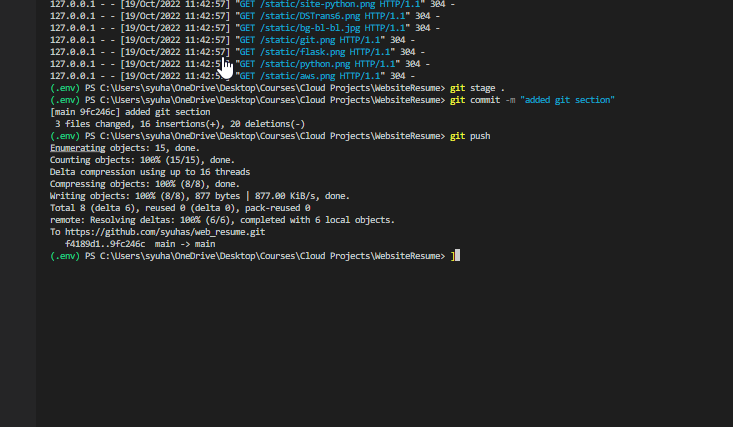 127.0.0.1 - - [19/Oct/2022 11:42:57] "GET /static/site-python.png HTTP/1.1" 304 -
127.0.0.1 - - [19/Oct/2022 11:42:57] "GET /static/DSTrans6.png HTTP/1.1" 304 -
127.0.0.1 - - [19/Oct/2022 11:42:57] "GET /static/bg-bl-bl.jpg HTTP/1.1" 304 -
127.0.0.1 - - [19/Oct/2022 11:42:57] "GET /static/git.png HTTP/1.1" 304 -
127.0.0.1 - - [19/Oct/2022 11:42:57] "GET /static/flask.png HTTP/1.1" 304 -
127.0.0.1 - - [19/Oct/2022 11:42:57] "GET /static/python.png HTTP/1.1" 304 -
127.0.0.1 - - [19/Oct/2022 11:42:57] "GET /static/aws.png HTTP/1.1" 304 -
(.env) PS C:\Users\syuha\OneDrive\Desktop\Courses\Cloud Projects\WebsiteResume> git stage .
(.env) PS C:\Users\syuha\OneDrive\Desktop\Courses\Cloud Projects\WebsiteResume> git commit -m "added git section"
[main 9fc246c] added git section
 3 files changed, 16 insertions(+), 20 deletions(-)
(.env) PS C:\Users\syuha\OneDrive\Desktop\Courses\Cloud Projects\WebsiteResume> git push
Enumerating objects: 15, done.
Counting objects: 100% (15/15), done.
Delta compression using up to 16 threads
Compressing objects: 100% (8/8), done.
Writing objects: 100% (8/8), 877 bytes | 877.00 KiB/s, done.
Total 8 (delta 6), reused 0 (delta 0), pack-reused 0
remote: Resolving deltas: 100% (6/6), completed with 6 local objects.
To https://github.com/syuhas/web_resume.git
   f4189d1..9fc246c  main -> main
(.env) PS C:\Users\syuha\OneDrive\Desktop\Courses\Cloud Projects\WebsiteResume> ]